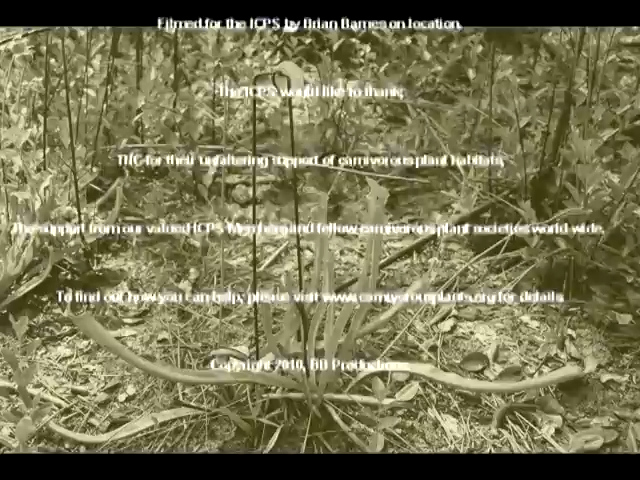 Filmed for the ICPS by Brian Barnes on location.
The ICPS would like to thank:
TNC for their unfaltering support of carnivorous plant habitats,
The support from our valued ICPS Members and fellow carnivorous plant societies world wide.
To find out how you can help, please visit www.carnivorousplants.org for details.
Copyright 2010, BB Productions